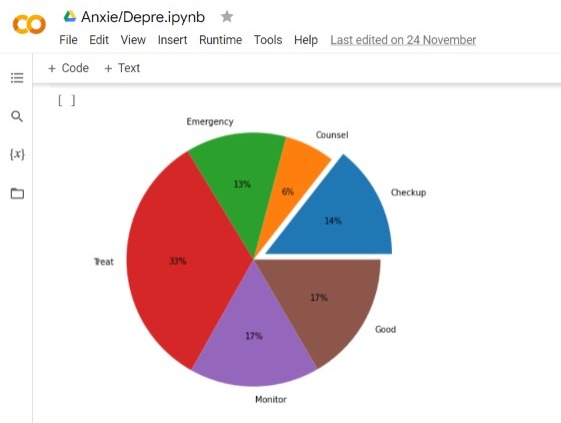 Anxie/Depre.ipynb
File Edit View Insert Runtime Tools Help Last edited on 24 November
+ Code + Text
[ ]
{x}
Emergency
Counsel
Checkup
13%
6%
14%
Treat
33%
17%
Good
17%
Monitor